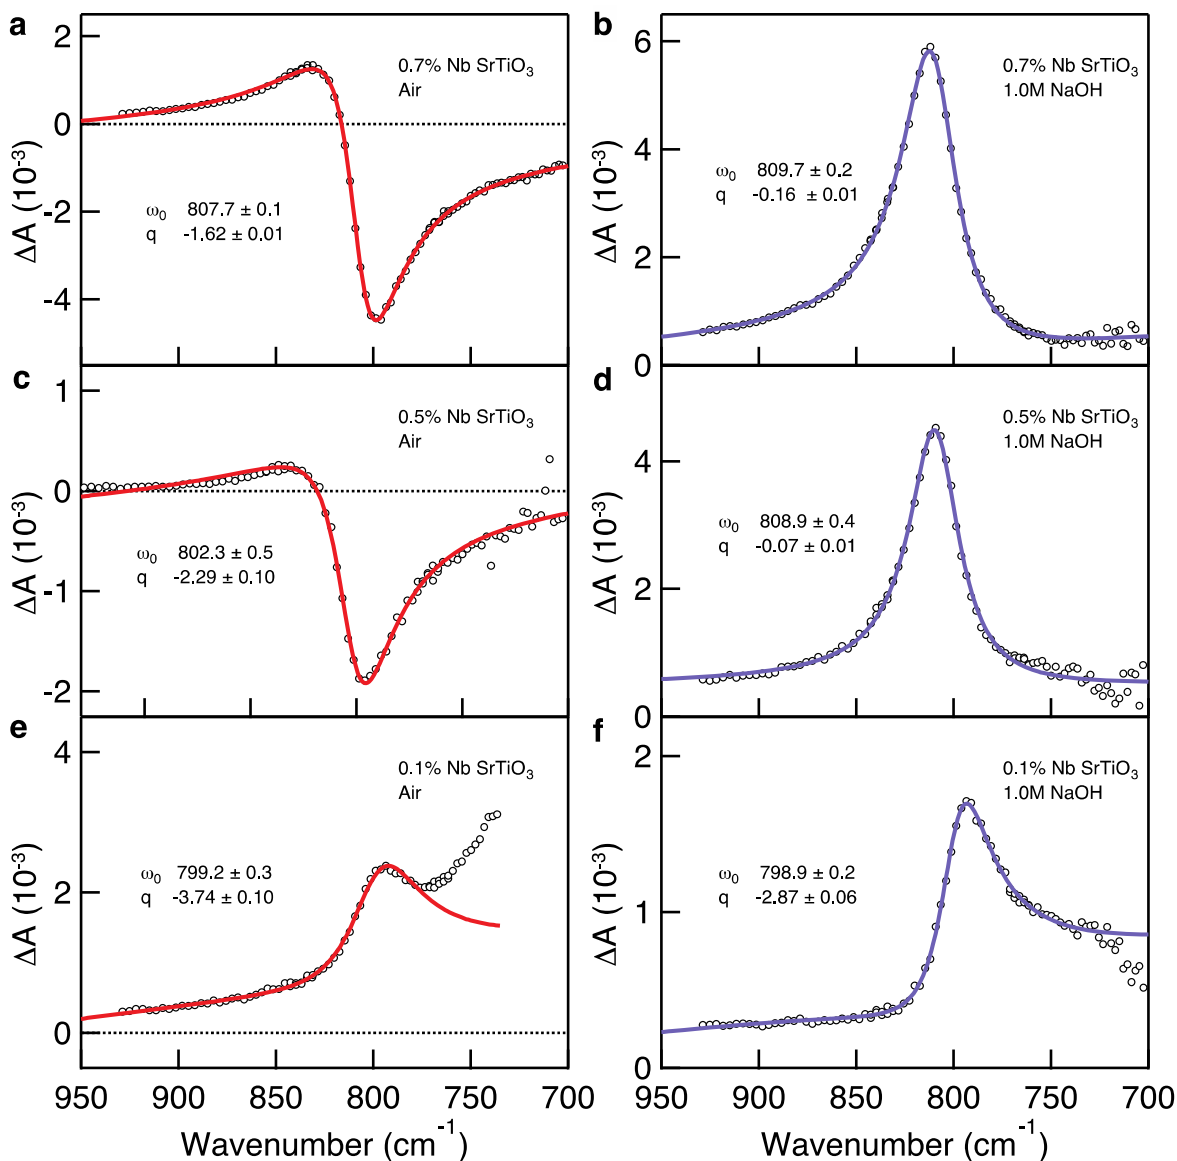 a
2
0
-2
-4
ΔA (10⁻³)
0.7% Nb SrTiO₃
Air
ω₀ 807.7 ± 0.1
q -1.62 ± 0.01
b
6
4
2
0
ΔA (10⁻³)
0.7% Nb SrTiO₃
1.0M NaOH
ω₀ 809.7 ± 0.2
q -0.16 ± 0.01
c
1
0
-1
-2
ΔA (10⁻³)
0.5% Nb SrTiO₃
Air
ω₀ 802.3 ± 0.5
q -2.29 ± 0.10
d
4
2
0
ΔA (10⁻³)
0.5% Nb SrTiO₃
1.0M NaOH
ω₀ 808.9 ± 0.4
q -0.07 ± 0.01
e
4
2
0
ΔA (10⁻³)
0.1% Nb SrTiO₃
Air
ω₀ 799.2 ± 0.3
q -3.74 ± 0.10
950 900 850 800 750 700
Wavenumber (cm⁻¹)
f
2
1
0
ΔA (10⁻³)
0.1% Nb SrTiO₃
1.0M NaOH
ω₀ 798.9 ± 0.2
q -2.87 ± 0.06
950 900 850 800 750 700
Wavenumber (cm⁻¹)